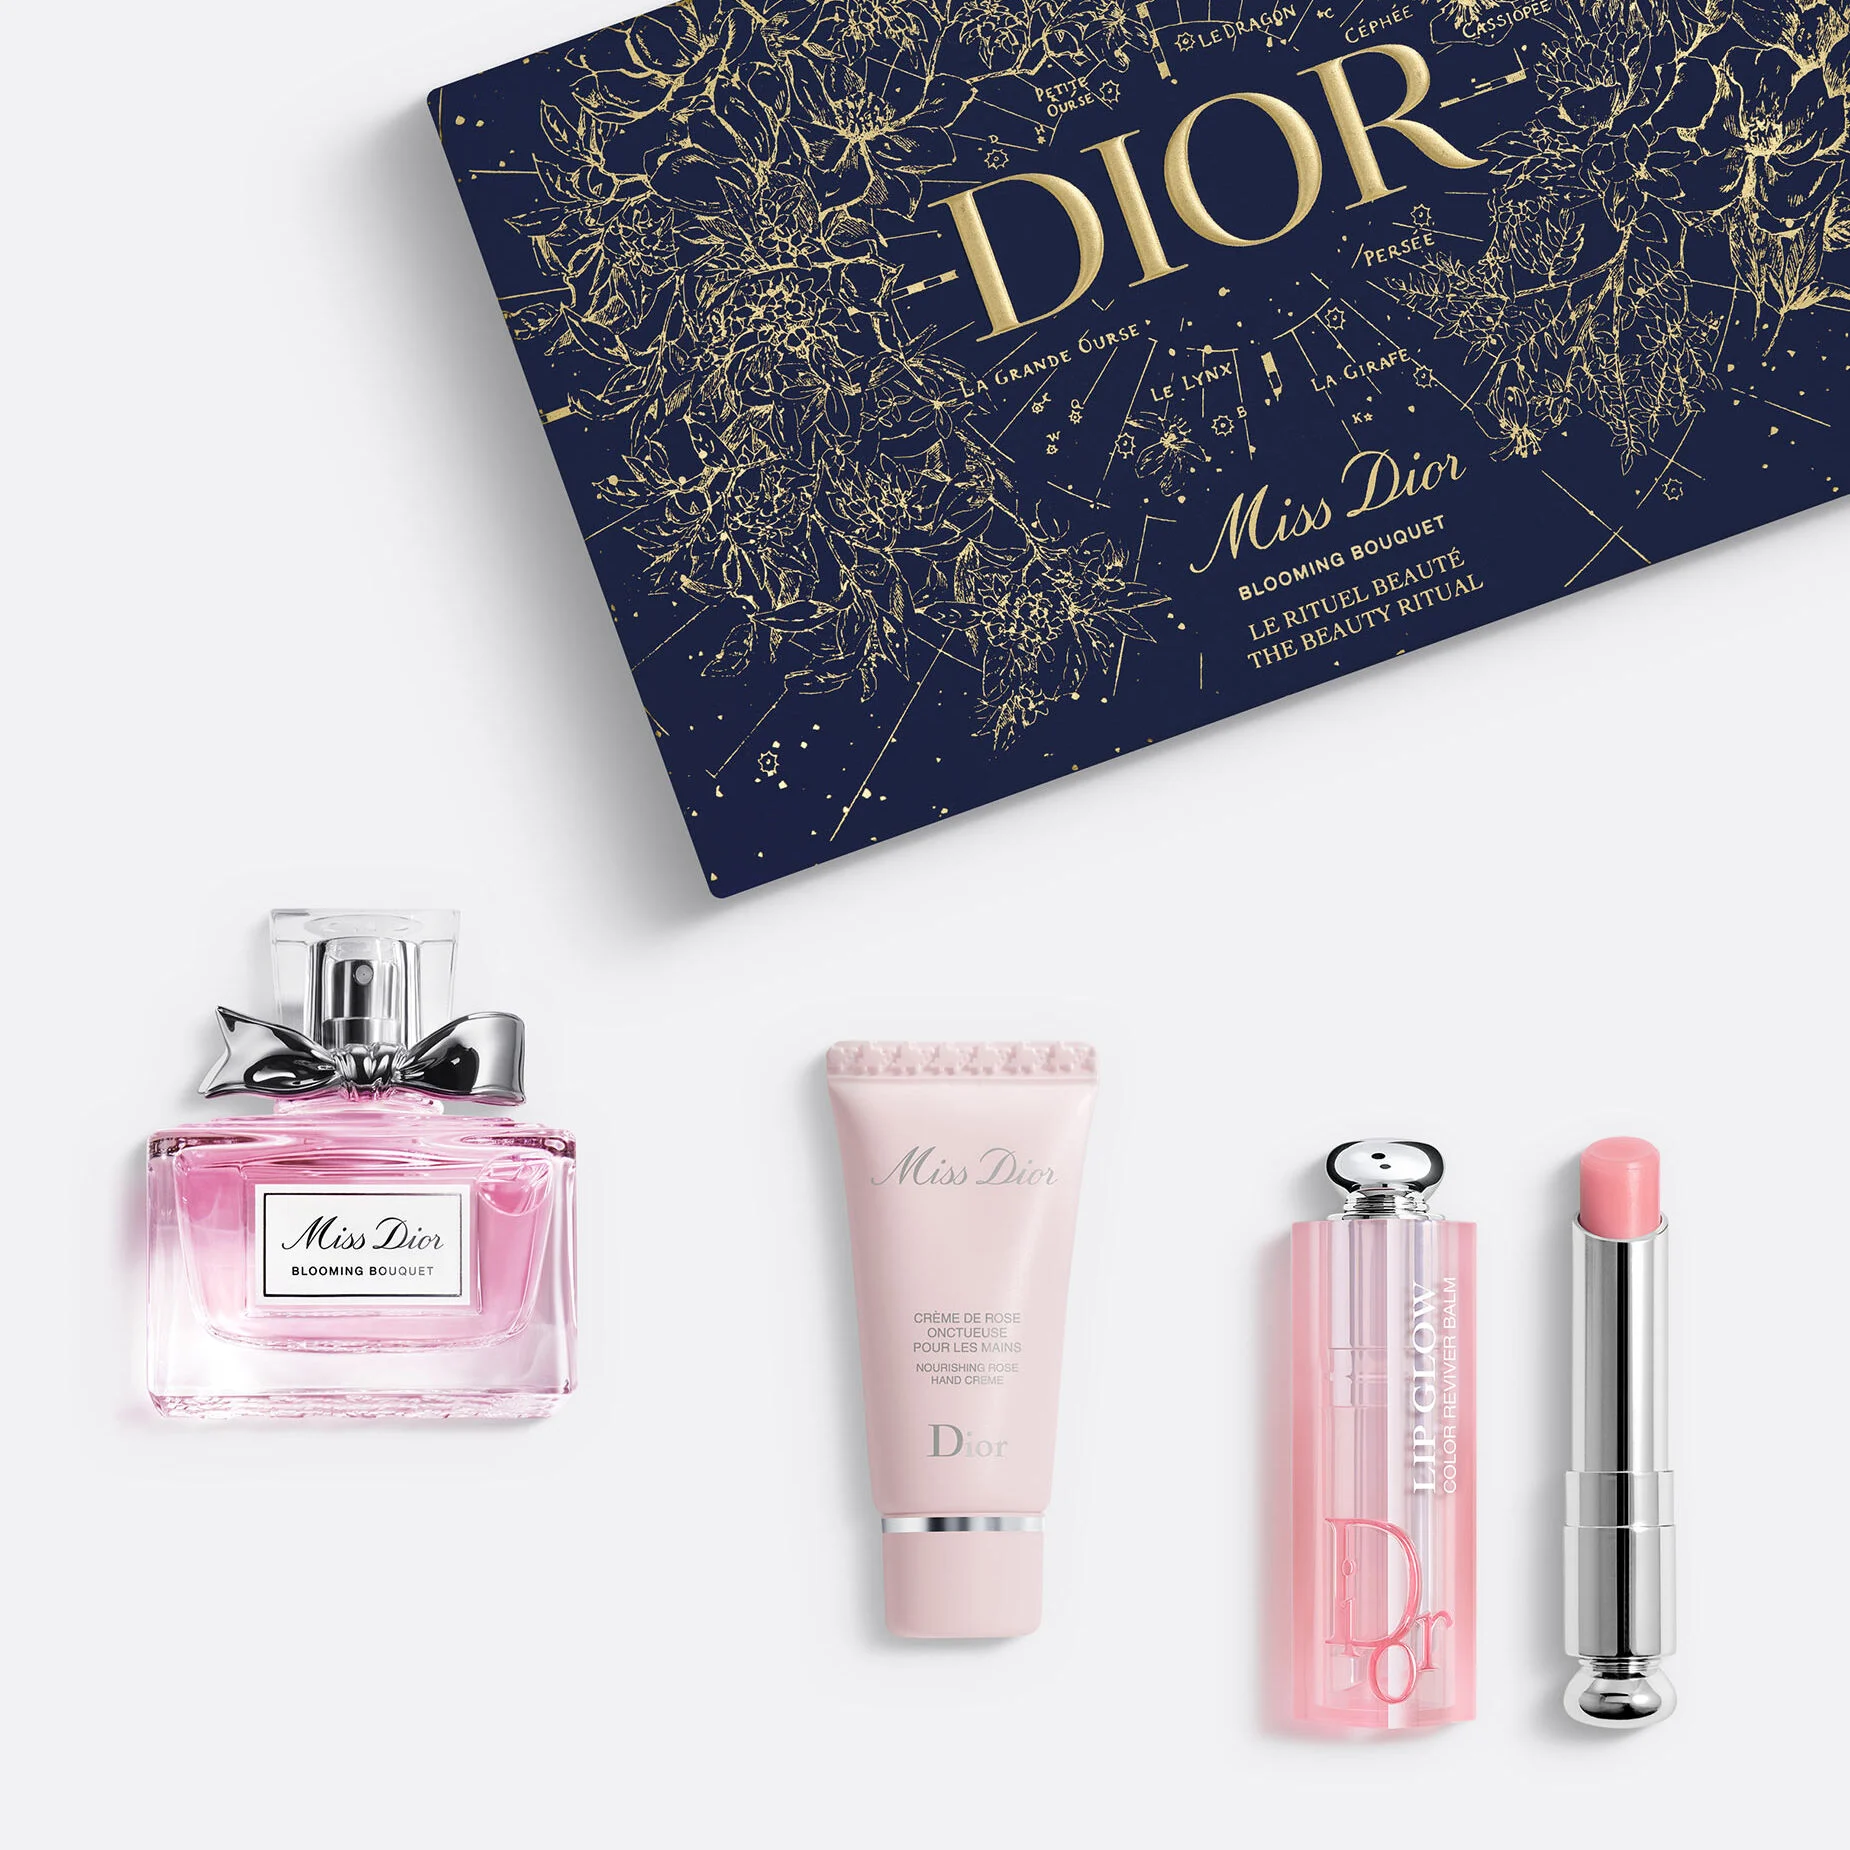 LE DRAGON
CÉPHÉE
CASSIOPÉE
PETITE
OURSE
DIOR
PERSÉE
LA GRANDE OURSE
LE LYNX
LA GIRAFE
B
K
W
Miss Dior
BLOOMING BOUQUET
LE RITUEL BEAUTÉ
THE BEAUTY RITUAL
Miss Dior
BLOOMING BOUQUET
Miss Dior
CRÈME DE ROSE
ONCTUEUSE
POUR LES MAINS
NOURISHING ROSE
HAND CREME
Dior
LIP GLOW
COLOR REVIVER BALM
Dior